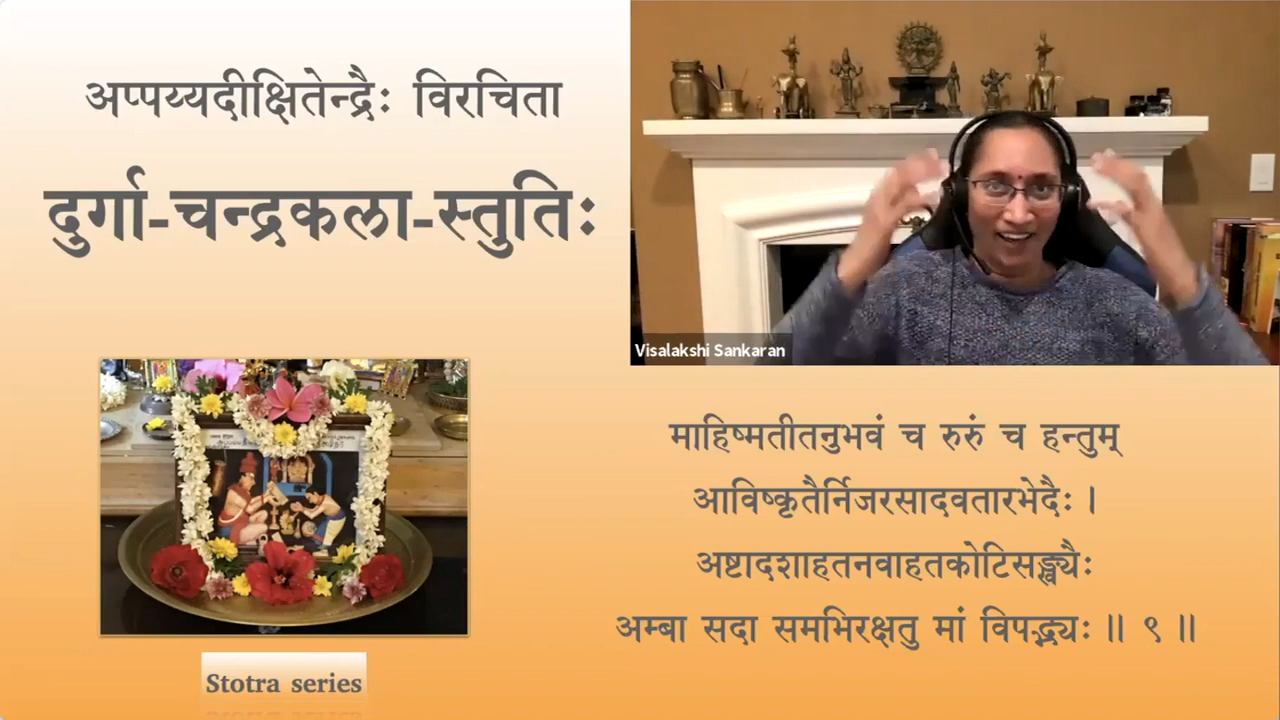 अप्पय्यदीक्षितेन्द्रैः विरचिता
दुर्गा-चन्द्रकला-स्तुतिः
Visalakshi Sankaran
माहिष्मतीतनुभवं च रुरुं च हन्तुम्
आविष्कृतैर्निजरसादवतारभेदैः ।
अष्टादशाहतनवाहतकोटिसङ्ख्यैः
अम्बा सदा समभिरक्षतु मां विपद्भ्यः ॥ ९ ॥
Stotra series